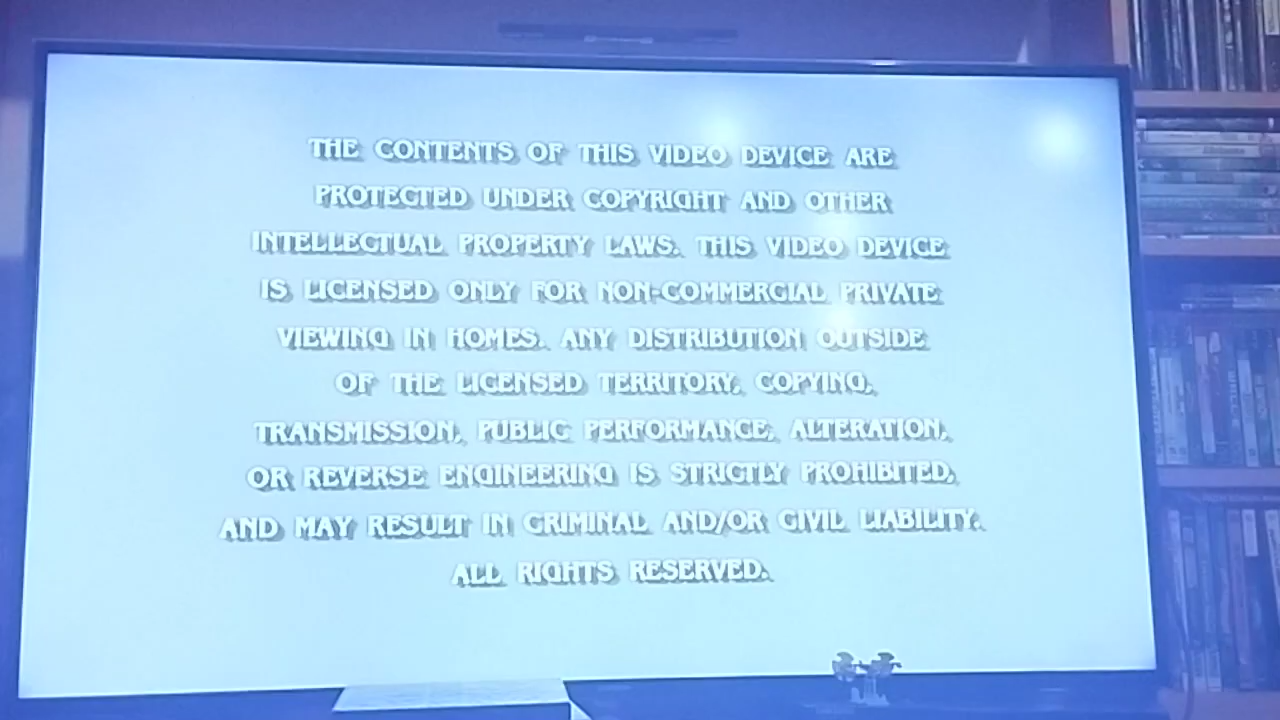 THE CONTENTS OF THIS VIDEO DEVICE ARE
PROTECTED UNDER COPYRIGHT AND OTHER
INTELLECTUAL PROPERTY LAWS. THIS VIDEO DEVICE
IS LICENSED ONLY FOR NON-COMMERCIAL PRIVATE
VIEWING IN HOMES. ANY DISTRIBUTION OUTSIDE
OF THE LICENSED TERRITORY, COPYING,
TRANSMISSION, PUBLIC PERFORMANCE, ALTERATION,
OR REVERSE ENGINEERING IS STRICTLY PROHIBITED,
AND MAY RESULT IN CRIMINAL AND/OR CIVIL LIABILITY.
ALL RIGHTS RESERVED.